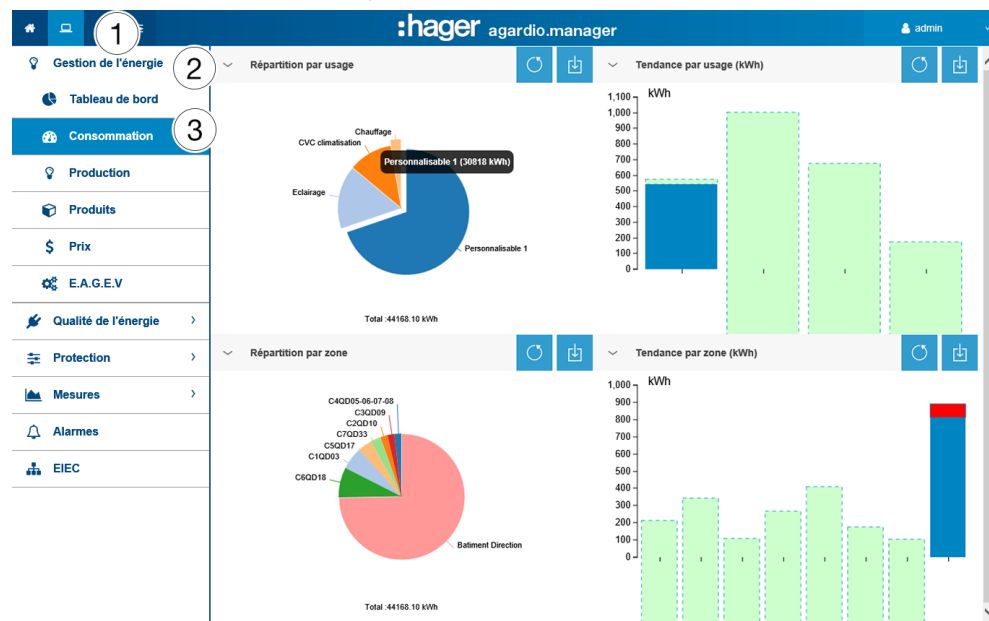 1
:hager agardio.manager
admin
Gestion de l'énergie
2
Tableau de bord
Consommation
3
Production
Produits
Prix
E.A.G.E.V
Qualité de l'énergie
Protection
Mesures
Alarmes
EIEC
Répartition par usage
Chauffage
CVC climatisation
Personnalisable 1 (30818 kWh)
Eclairage
Personnalisable 1
Total :44168.10 kWh
Tendance par usage (kWh)
kWh
1,100
1,000
900
800
700
600
500
400
300
200
100
0
Répartition par zone
C4QD05-06-07-08
C3QD09
C2QD10
C7QD33
C5QD17
C1QD03
C6QD18
Batiment Direction
Total :44168.10 kWh
Tendance par zone (kWh)
kWh
1,000
900
800
700
600
500
400
300
200
100
0